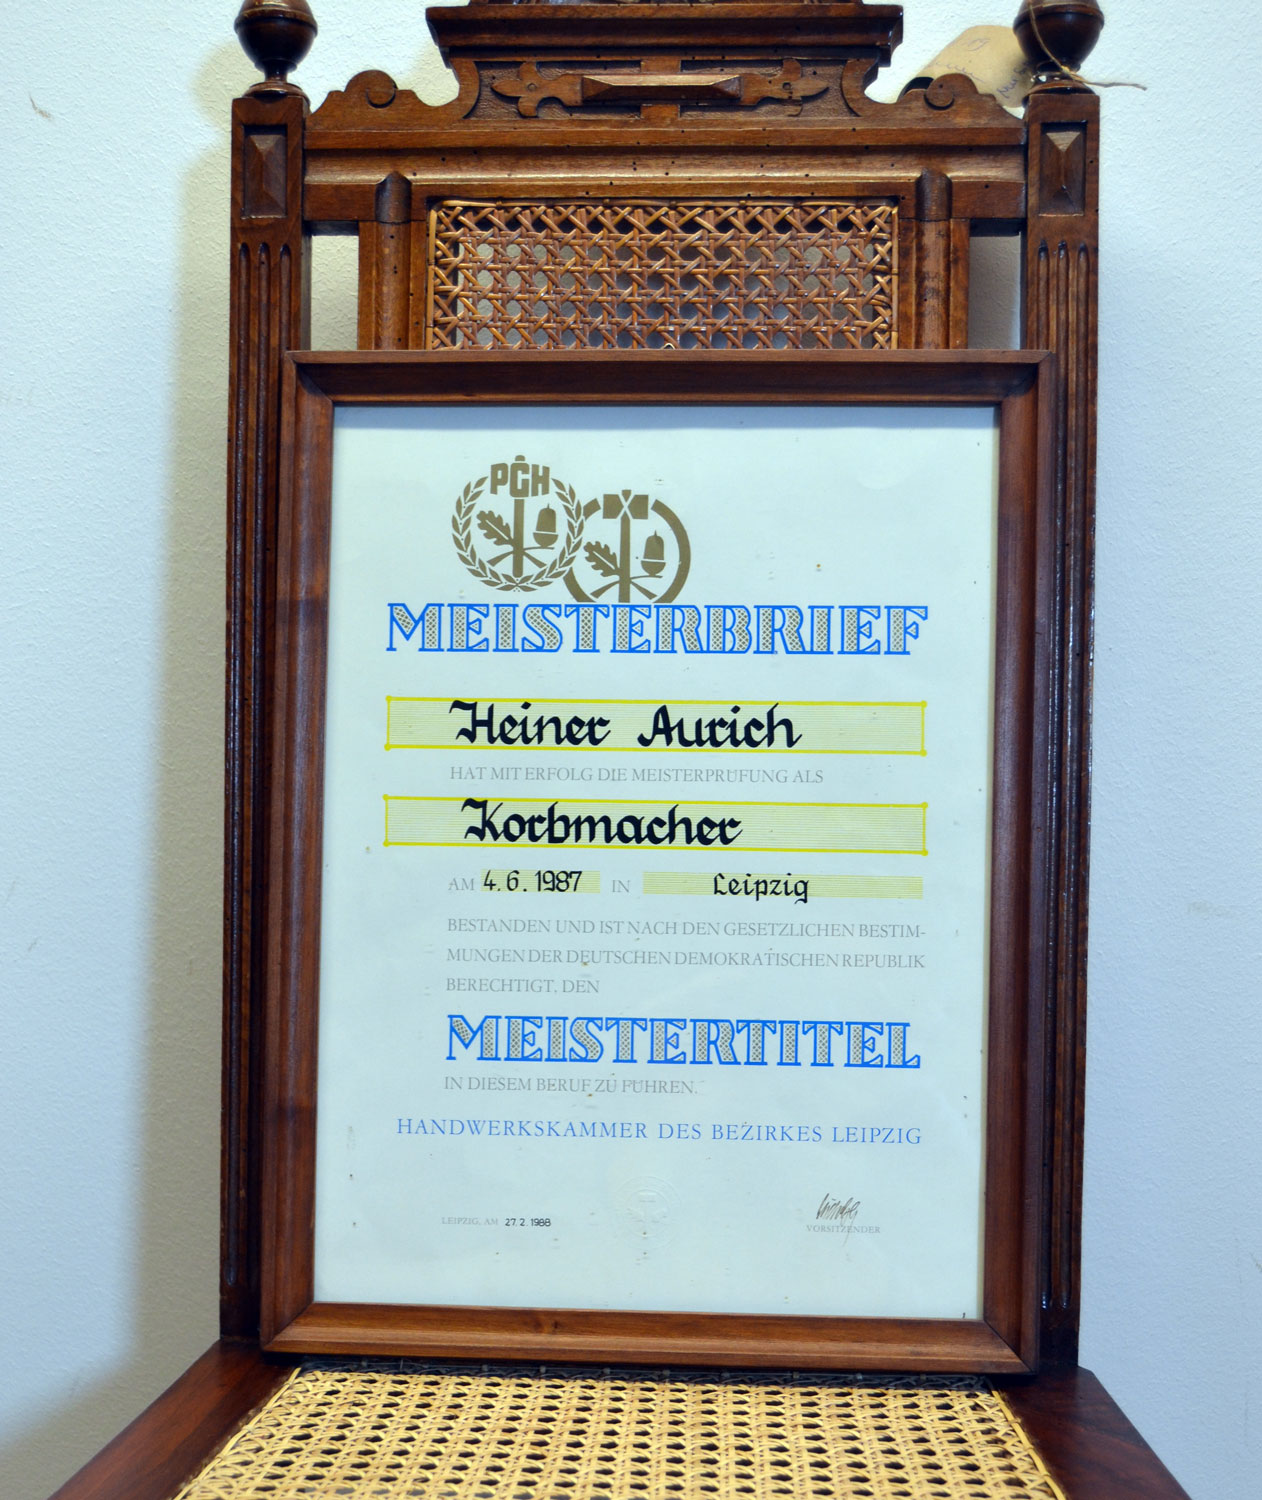 PGH
MEISTERBRIEF
Heiner Aurich
HAT MIT ERFOLG DIE MEISTERPRÜFUNG ALS
Korbmacher
AM 4.6.1987 IN Leipzig
BESTANDEN UND IST NACH DEN GESETZLICHEN BESTIM-
MUNGEN DER DEUTSCHEN DEMOKRATISCHEN REPUBLIK
BERECHTIGT, DEN
MEISTERTITEL
IN DIESEM BERUF ZU FÜHREN.
HANDWERKSKAMMER DES BEZIRKES LEIPZIG
LEIPZIG, AM 27.2.1988
VORSITZENDER